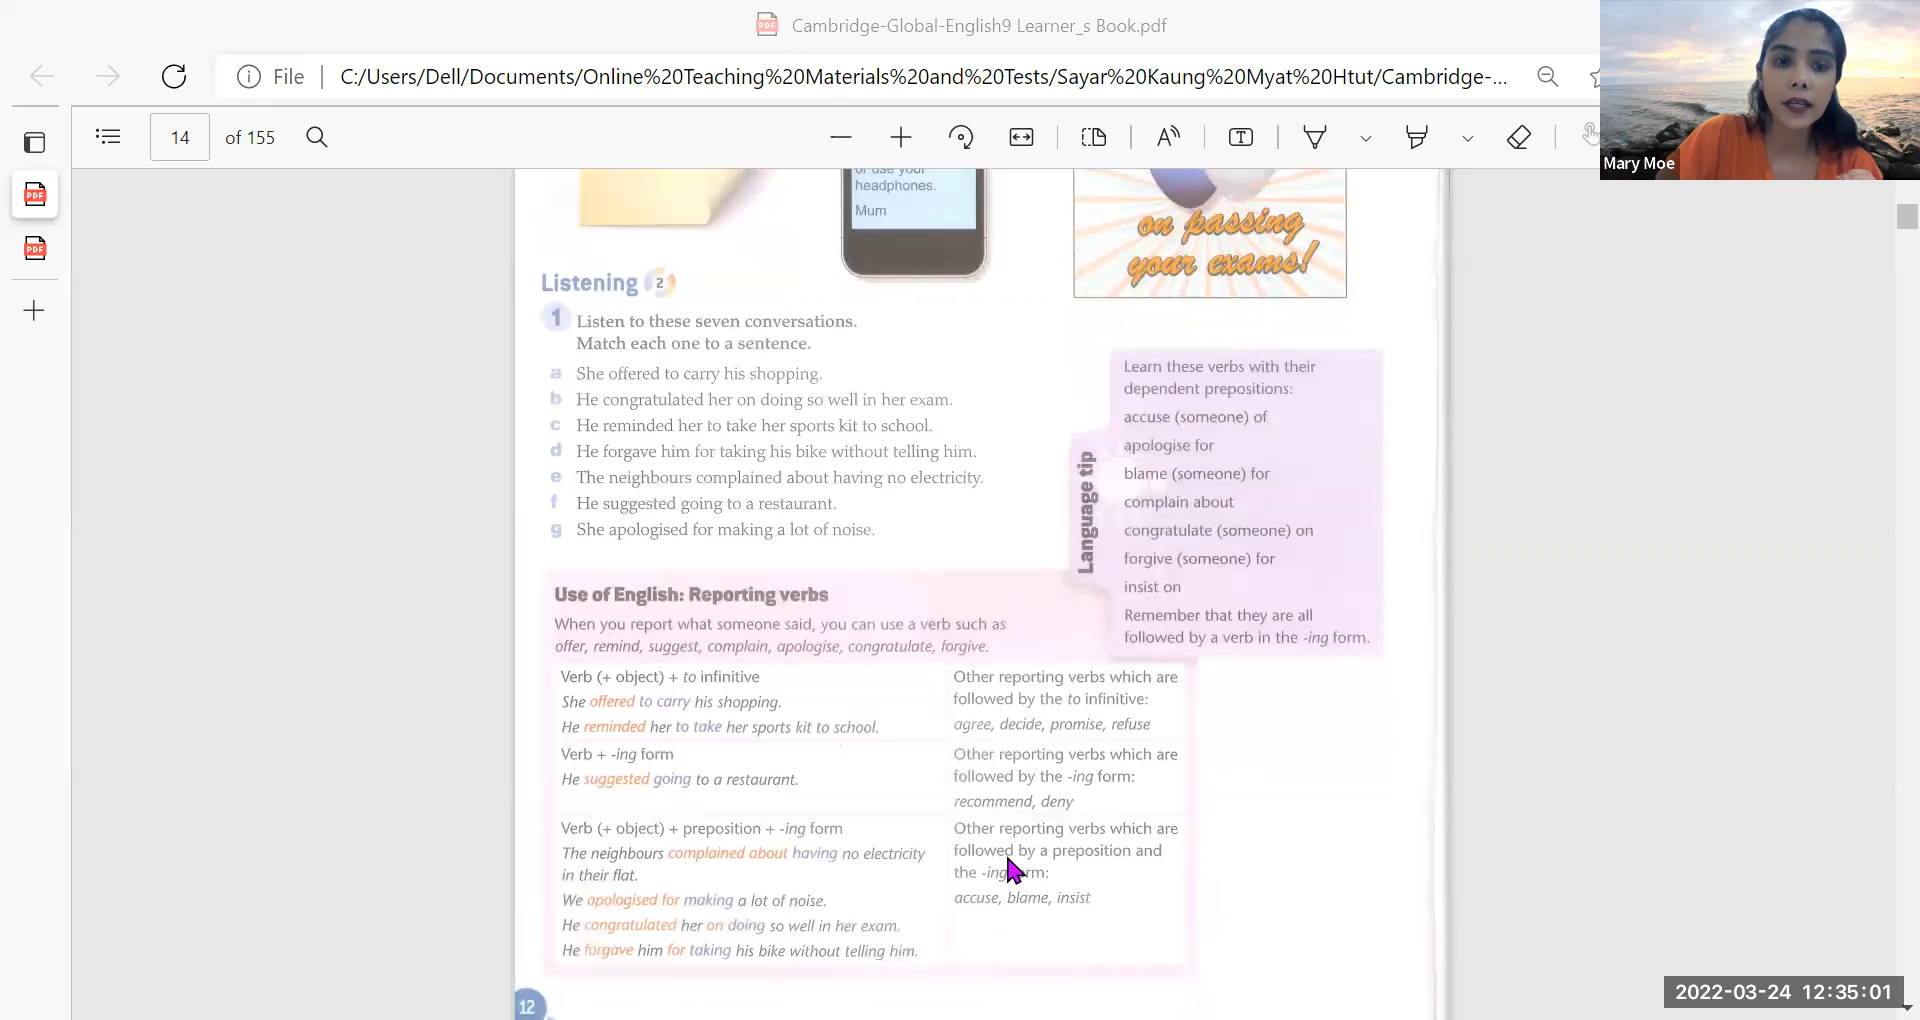 Cambridge-Global-English9 Learner_s Book.pdf
File
C:/Users/Dell/Documents/Online%20Teaching%20Materials%20and%20Tests/Sayar%20Kaung%20Myat%20Htut/Cambridge-...
14 of 155
Mary Moe
or use your
headphones.
Mum
on passing
your exams!
Listening 2
1 Listen to these seven conversations.
Match each one to a sentence.
a She offered to carry his shopping.
b He congratulated her on doing so well in her exam.
c He reminded her to take her sports kit to school.
d He forgave him for taking his bike without telling him.
e The neighbours complained about having no electricity.
f He suggested going to a restaurant.
g She apologised for making a lot of noise.
Language tip
Learn these verbs with their
dependent prepositions:
accuse (someone) of
apologise for
blame (someone) for
complain about
congratulate (someone) on
forgive (someone) for
insist on
Remember that they are all
followed by a verb in the -ing form.
Use of English: Reporting verbs
When you report what someone said, you can use a verb such as
offer, remind, suggest, complain, apologise, congratulate, forgive.
Verb (+ object) + to infinitive
She offered to carry his shopping.
He reminded her to take her sports kit to school.
Other reporting verbs which are
followed by the to infinitive:
agree, decide, promise, refuse
Verb + -ing form
He suggested going to a restaurant.
Other reporting verbs which are
followed by the -ing form:
recommend, deny
Verb (+ object) + preposition + -ing form
The neighbours complained about having no electricity
in their flat.
We apologised for making a lot of noise.
He congratulated her on doing so well in her exam.
He forgave him for taking his bike without telling him.
Other reporting verbs which are
followed by a preposition and
the -ing form:
accuse, blame, insist
12
2022-03-24 12:35:01